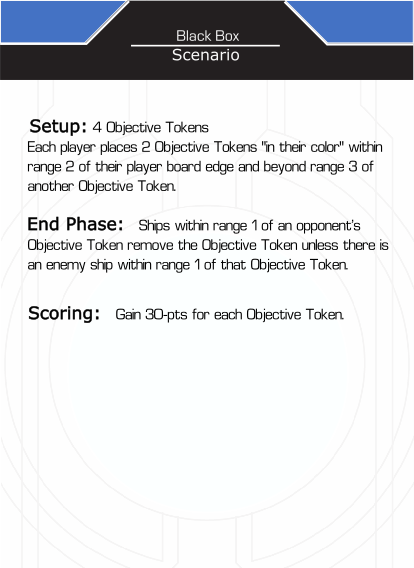 Black Box
Scenario
Setup: 4 Objective Tokens
Each player places 2 Objective Tokens "in their color" within
range 2 of their player board edge and beyond range 3 of
another Objective Token.
End Phase: Ships within range 1 of an opponent's
Objective Token remove the Objective Token unless there is
an enemy ship within range 1 of that Objective Token.
Scoring: Gain 30-pts for each Objective Token.